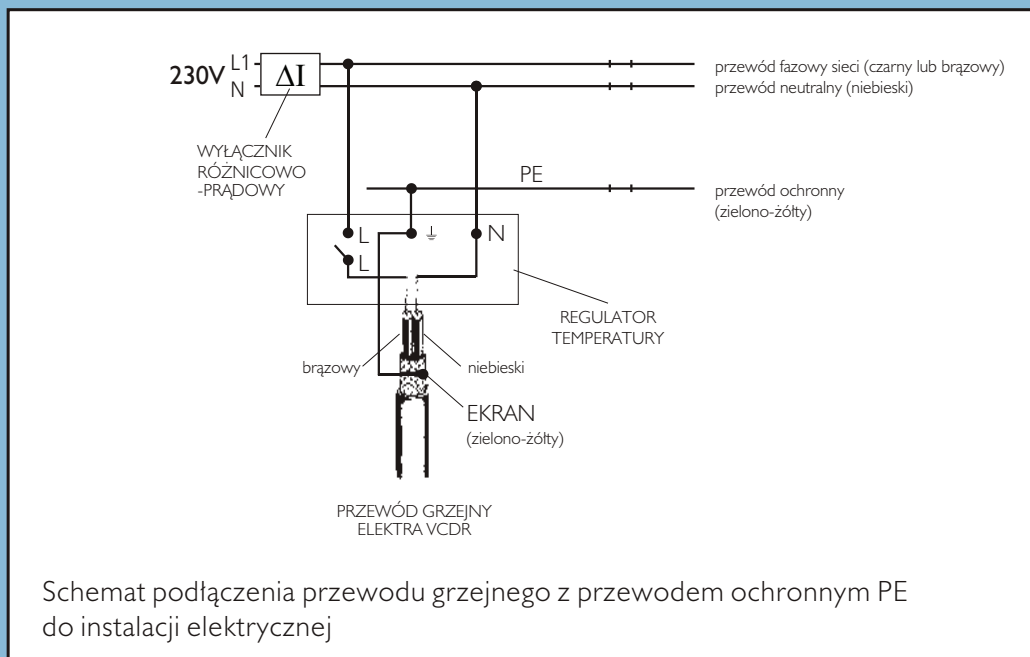 230V
L1
N
ΔI
przewód fazowy sieci (czarny lub brązowy)
przewód neutralny (niebieski)
WYŁĄCZNIK
RÓŻNICOWO
-PRĄDOWY
PE
przewód ochronny
(zielono-żółty)
L
N
L
REGULATOR
TEMPERATURY
brązowy
niebieski
EKRAN
(zielono-żółty)
PRZEWÓD GRZEJNY
ELEKTRA VCDR
Schemat podłączenia przewodu grzejnego z przewodem ochronnym PE
do instalacji elektrycznej